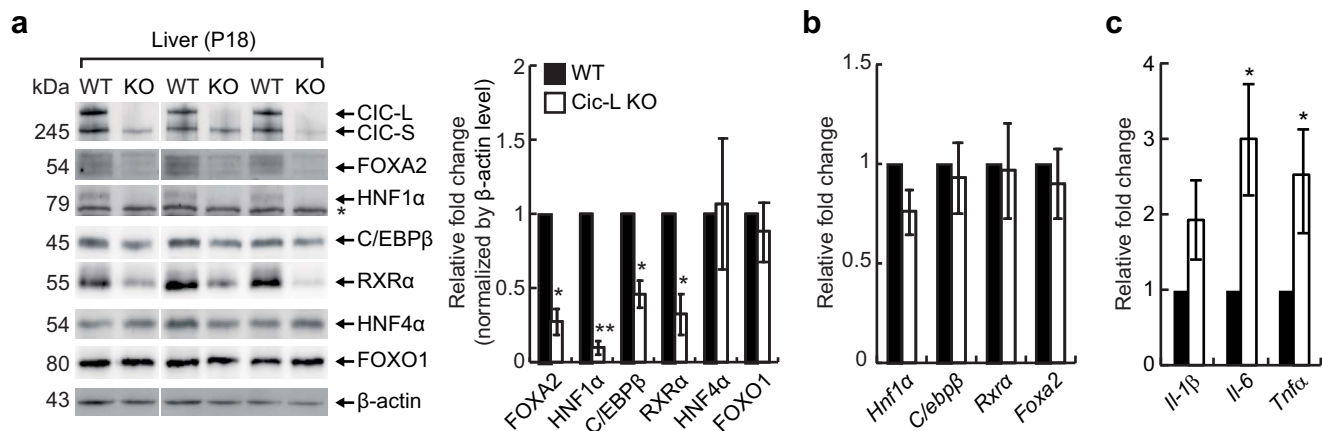 a
Liver (P18)
kDa WT KO WT KO WT KO
CIC-L
245 CIC-S
54 FOXA2
HNF1α
79 *
45 C/EBPβ
55 RXRα
54 HNF4α
80 FOXO1
43 β-actin
Relative fold change
(normalized by β-actin level)
2
1.5
1
0.5
0
WT
Cic-L KO
* ** * *
FOXA2
HNF1α
C/EBPβ
RXRα
HNF4α
FOXO1
b
Relative fold change
1.5
1
0.5
0
Hnf1α
C/ebpβ
Rxrα
Foxa2
c
Relative fold change
4
3
2
1
0
* *
Il-1β
Il-6
Tnfα